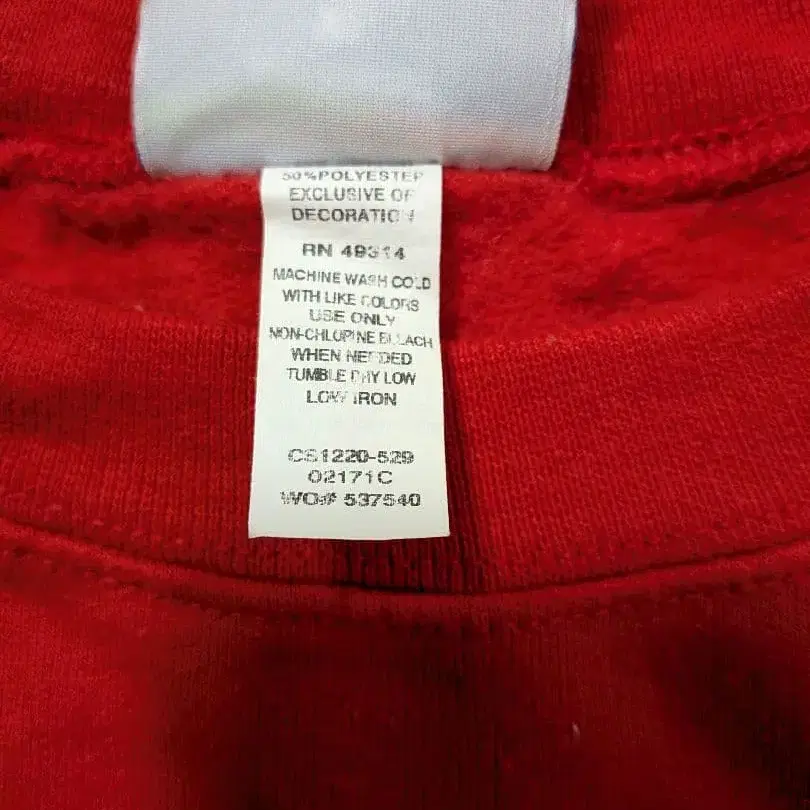 50% POLYESTER
EXCLUSIVE OF
DECORATION
RN 49314
MACHINE WASH COLD
WITH LIKE COLORS
USE ONLY
NON-CHLORINE BLEACH
WHEN NEEDED
TUMBLE DRY LOW
LOW IRON
CS1220-529
02171C
WO# 537540